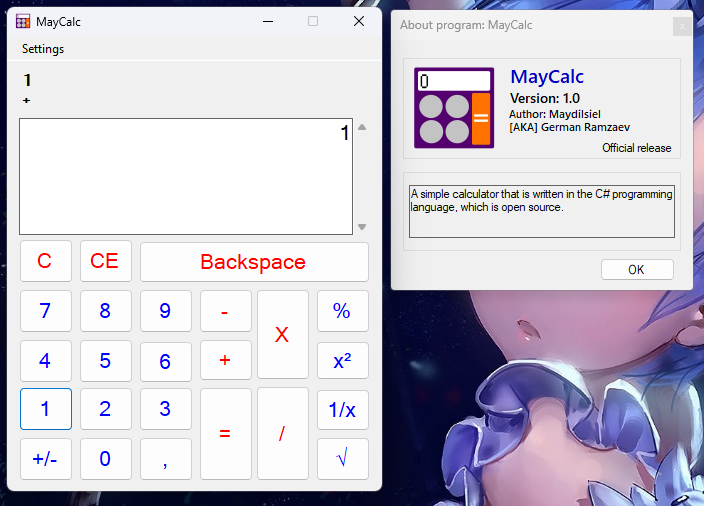 MayCalc
Settings
1
+
1
C CE Backspace
7 8 9 - X %
4 5 6 + x²
1 2 3 = / 1/x
+/- 0 , √
About program: MayCalc
0
=
MayCalc
Version: 1.0
Author: Maydilsiel
[AKA] German Ramzaev
Official release
A simple calculator that is written in the C# programming
language, which is open source.
OK